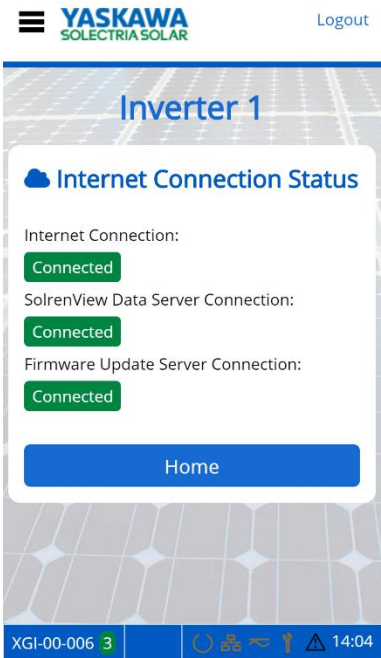 YASKAWA
SOLECTRIA SOLAR
Logout
Inverter 1
Internet Connection Status
Internet Connection:
Connected
SolrenView Data Server Connection:
Connected
Firmware Update Server Connection:
Connected
Home
XGI-00-006 3 14:04